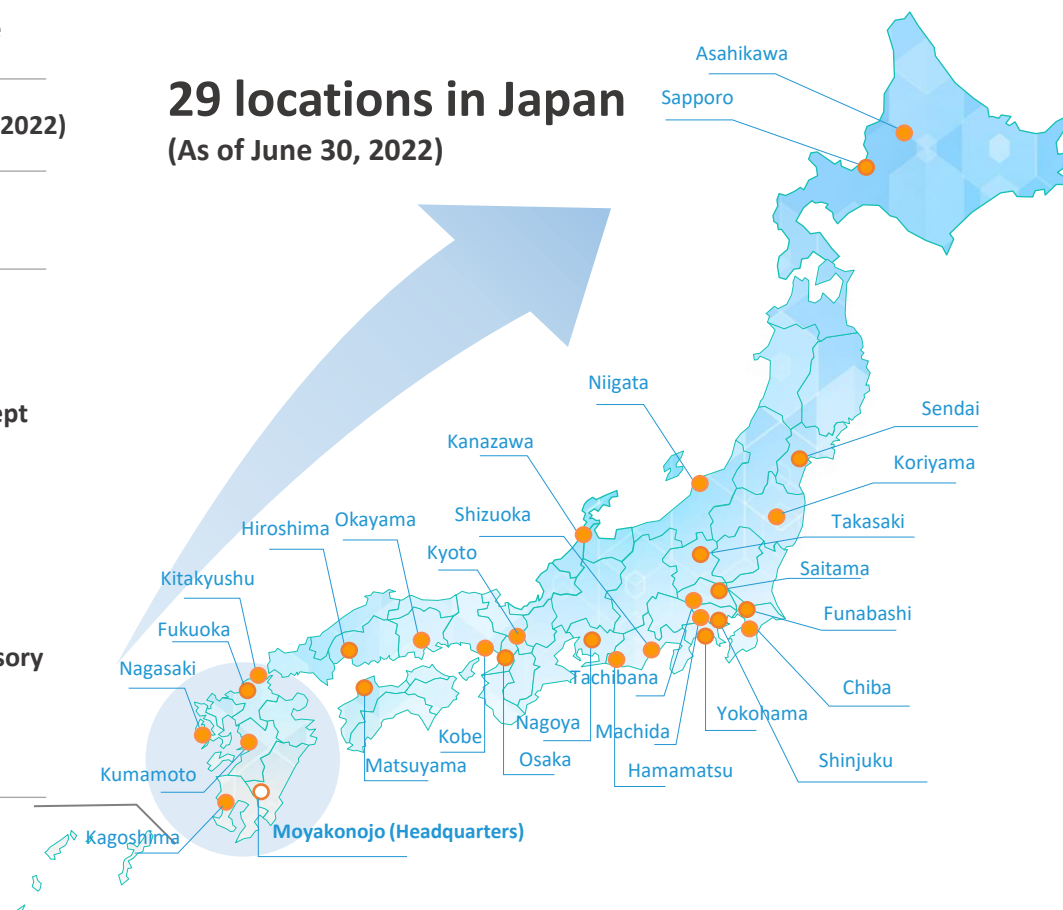 2022)
ept
sory
29 locations in Japan
(As of June 30, 2022)
Asahikawa
Sapporo
Niigata
Sendai
Kanazawa
Koriyama
Shizuoka
Okayama
Hiroshima
Takasaki
Kyoto
Saitama
Kitakyushu
Funabashi
Fukuoka
Nagasaki
Tachibana
Chiba
Yokohama
Nagoya
Machida
Kobe
Osaka
Shinjuku
Matsuyama
Hamamatsu
Kumamoto
Moyakonojo (Headquarters)
Kagoshima